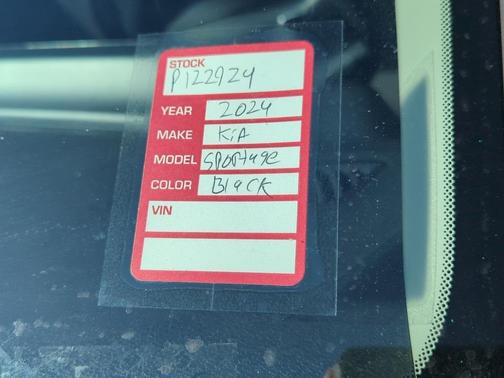 STOCK
P122924
YEAR 2024
MAKE KiA
MODEL SPORtage
COLOR BlACK
VIN